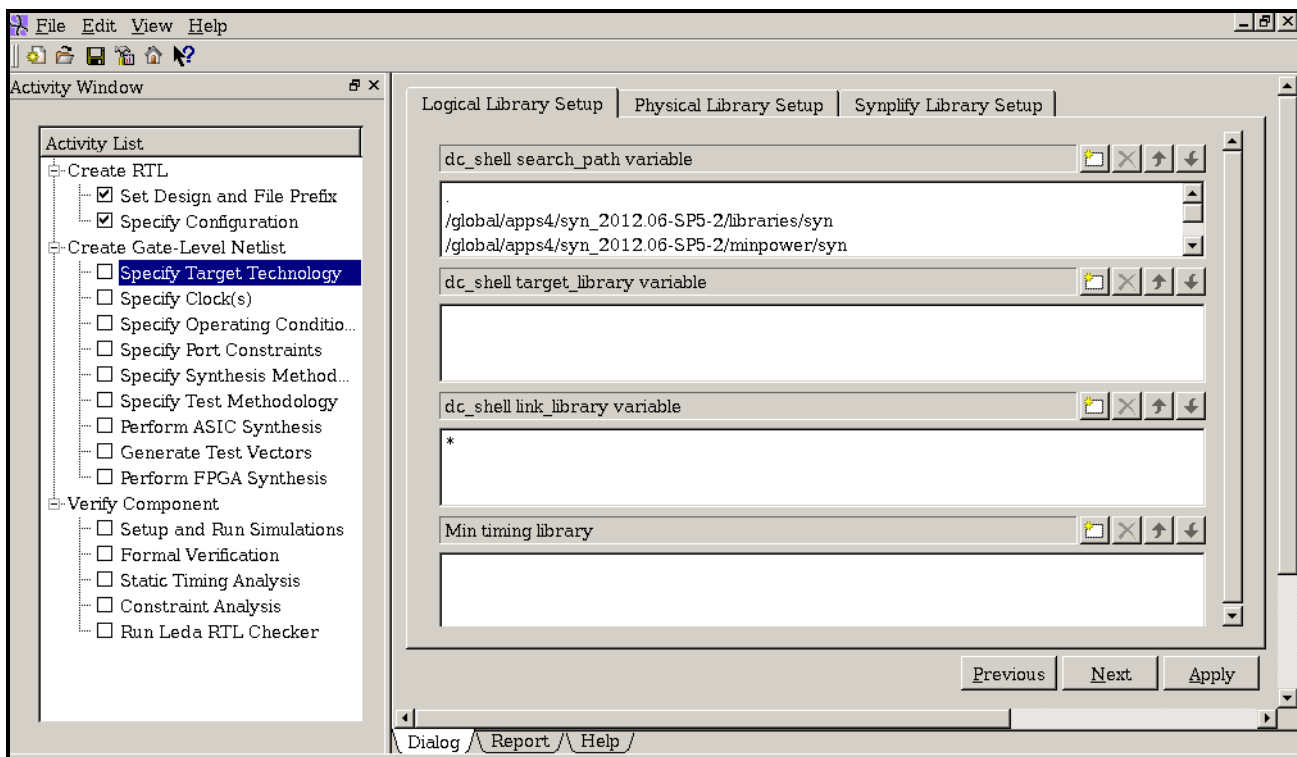 File Edit View Help
Activity Window
Activity List
Create RTL
Set Design and File Prefix
Specify Configuration
Create Gate-Level Netlist
Specify Target Technology
Specify Clock(s)
Specify Operating Conditio...
Specify Port Constraints
Specify Synthesis Method...
Specify Test Methodology
Perform ASIC Synthesis
Generate Test Vectors
Perform FPGA Synthesis
Verify Component
Setup and Run Simulations
Formal Verification
Static Timing Analysis
Constraint Analysis
Run Leda RTL Checker
Logical Library Setup Physical Library Setup Synplify Library Setup
dc_shell search_path variable
.
/global/apps4/syn_2012.06-SP5-2/libraries/syn
/global/apps4/syn_2012.06-SP5-2/minpower/syn
dc_shell target_library variable
dc_shell link_library variable
*
Min timing library
Previous Next Apply
Dialog Report Help